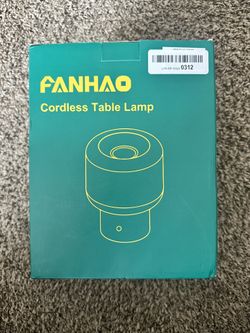 FANHAO
0312
Cordless Table Lamp